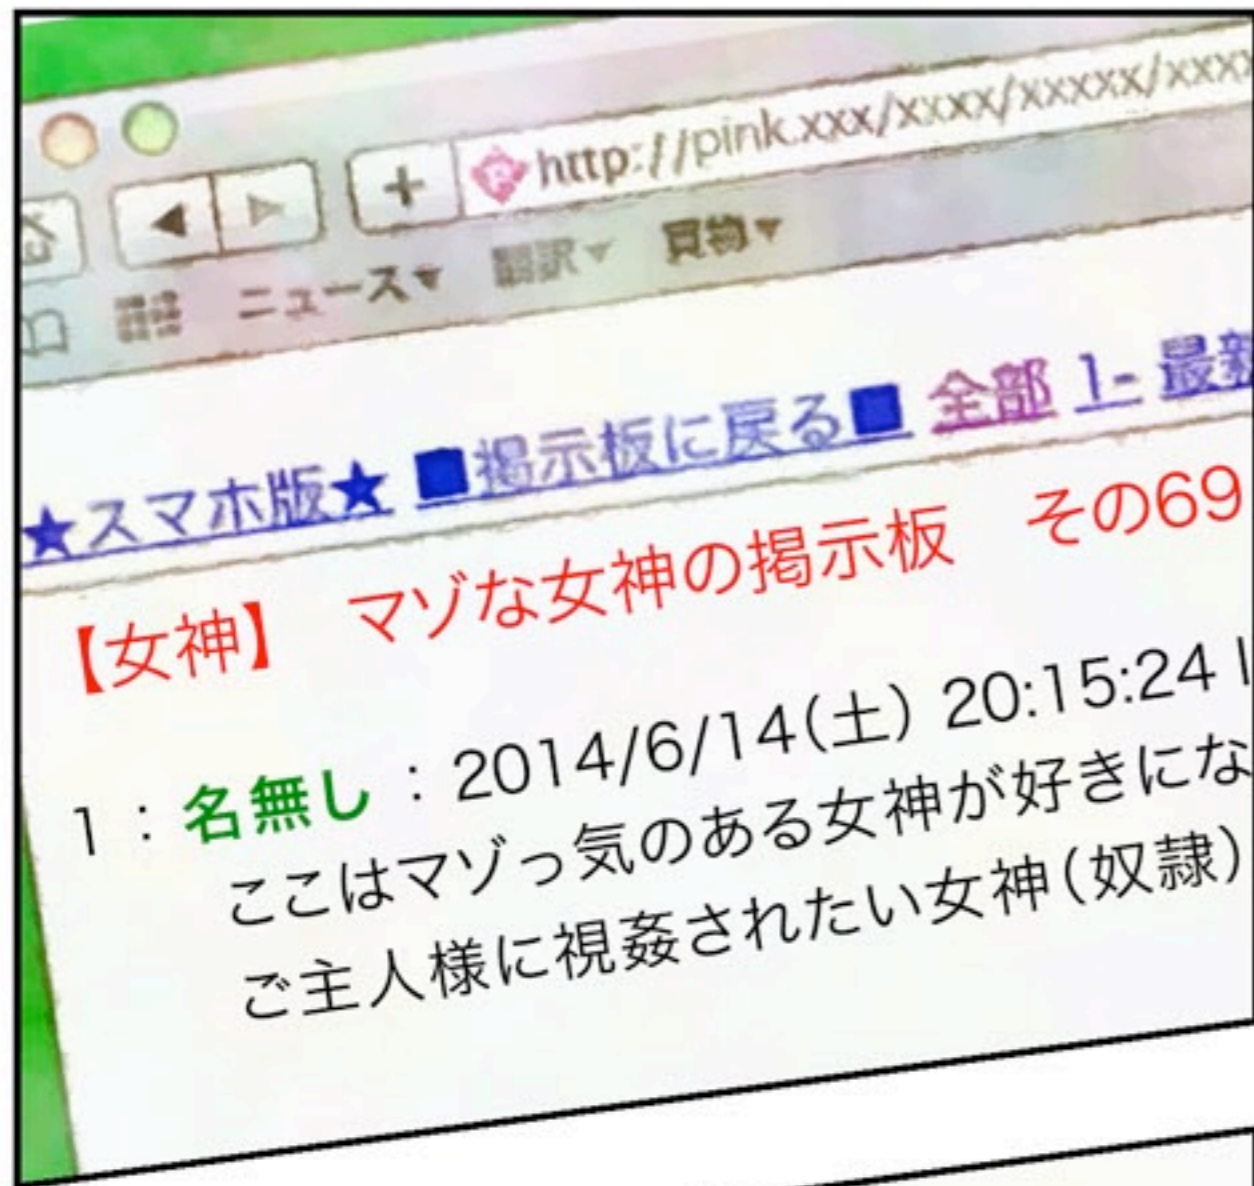 http://pink.xxx/xxxx/xxxxx/xxxx
ニュース▼ 翻訳▼ 買物▼
★スマホ版★ ■掲示板に戻る■ 全部 1- 最新
【女神】 マゾな女神の掲示板 その69
1：名無し：2014/6/14(土) 20:15:24 I
ここはマゾっ気のある女神が好きにな
ご主人様に視姦されたい女神(奴隷)